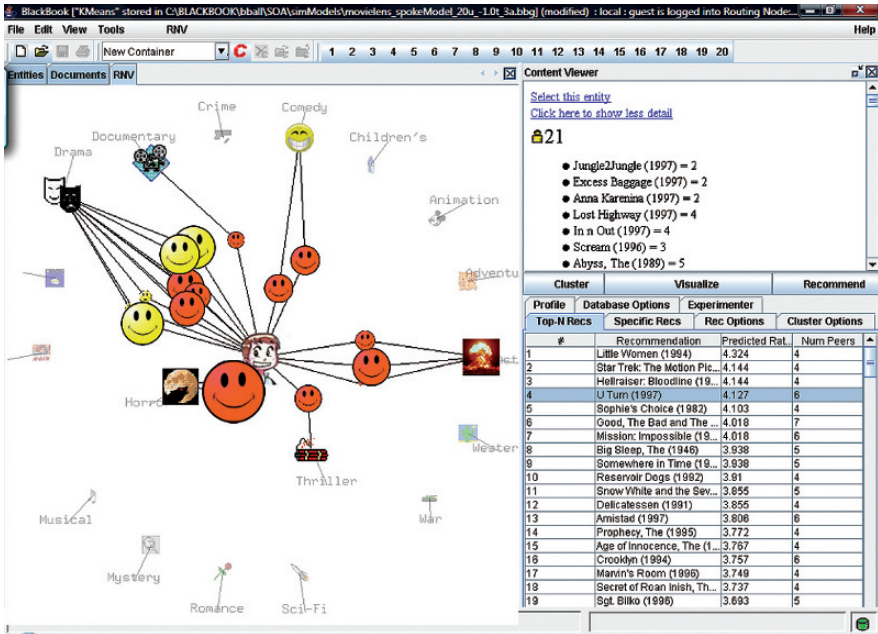 BlackBook ["KMeans" stored in C:\BLACKBOOK\bball\SOA\simModels\movielens_spokeModel_20u_-1.0t_3a.bbg] (modified) : local : guest is logged into Routing Node:...
File Edit View Tools RNV Help
New Container 1 2 3 4 5 6 7 8 9 10 11 12 13 14 15 16 17 18 19 20
Entities Documents RNV
Crime
Comedy
Documentary
Children's
Drama
Animation
Adventu
Horro
Wester
Thriller
Musical
War
Mystery
Romance
Sci-Fi
Content Viewer
Select this entity
Click here to show less detail
21
Jungle2Jungle (1997) = 2
Excess Baggage (1997) = 2
Anna Karenina (1997) = 2
Lost Highway (1997) = 4
In n Out (1997) = 4
Scream (1996) = 3
Abyss, The (1989) = 5
Cluster Visualize Recommend
Profile Database Options Experimenter
Top-N Recs Specific Recs Rec Options Cluster Options
# Recommendation Predicted Rat... Num Peers
1 Little Women (1994) 4.324 4
2 Star Trek: The Motion Pic... 4.144 4
3 Hellraiser: Bloodline (19... 4.144 4
4 U Turn (1997) 4.127 6
5 Sophie's Choice (1982) 4.103 4
6 Good, The Bad and The ... 4.018 7
7 Mission: Impossible (19... 4.018 6
8 Big Sleep, The (1946) 3.938 5
9 Somewhere in Time (19... 3.938 5
10 Reservoir Dogs (1992) 3.91 4
11 Snow White and the Sev... 3.855 5
12 Delicatessen (1991) 3.855 4
13 Amistad (1997) 3.806 6
14 Prophecy, The (1995) 3.772 4
15 Age of Innocence, The (1... 3.767 4
16 Crooklyn (1994) 3.757 6
17 Marvin's Room (1996) 3.749 4
18 Secret of Roan Inish, Th... 3.737 4
19 Sgt. Bilko (1996) 3.693 5